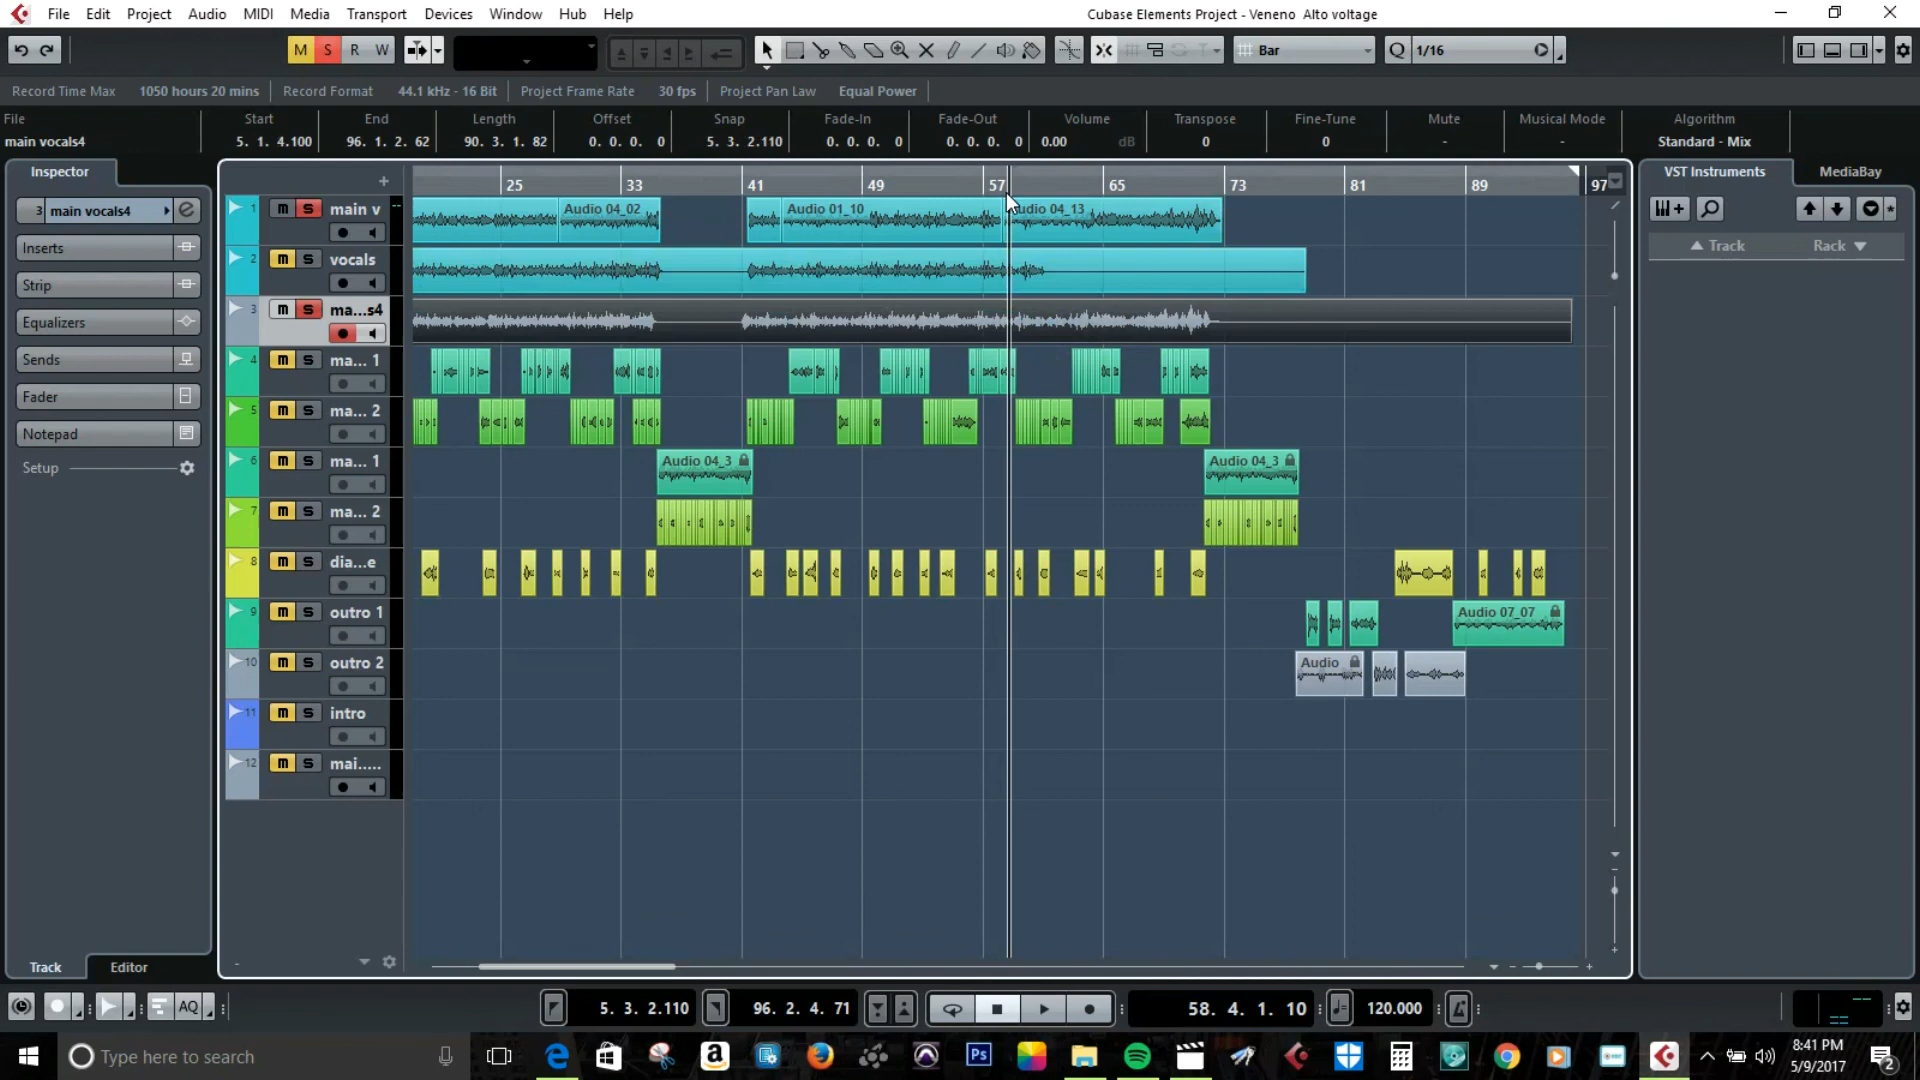 File Edit Project Audio MIDI Media Transport Devices Window Hub Help
Cubase Elements Project - Veneno Alto voltage
M S R W
Bar
Q 1/16
Record Time Max 1050 hours 20 mins Record Format 44.1 kHz - 16 Bit Project Frame Rate 30 fps Project Pan Law Equal Power
File Start End Length Offset Snap Fade-In Fade-Out Volume Transpose Fine-Tune Mute Musical Mode Algorithm
main vocals4 5. 1. 4.100 96. 1. 2. 62 90. 3. 1. 82 0. 0. 0. 0 5. 3. 2.110 0. 0. 0. 0 0. 0. 0. 0 0.00 dB 0 0 - - Standard - Mix
Inspector
VST Instruments MediaBay
25 33 41 49 57 65 73 81 89 97
3 main vocals4
Inserts
Strip
Equalizers
Sends
Fader
Notepad
Setup
Track Rack
1 m S main v Audio 04_02 Audio 01_10 udio 04_13
2 m S vocals
3 m S ma...s4
4 m S ma... 1
5 m S ma... 2
6 m S ma... 1 Audio 04_3 Audio 04_3
7 m S ma... 2
8 m S dia...e
9 m S outro 1 Audio 07_07
10 m S outro 2 Audio
11 m S intro
12 m S mai.....
Track Editor
AQ
5. 3. 2.110 96. 2. 4. 71 58. 4. 1. 10 120.000
Type here to search
a
Ps
8:41 PM
5/9/2017
2